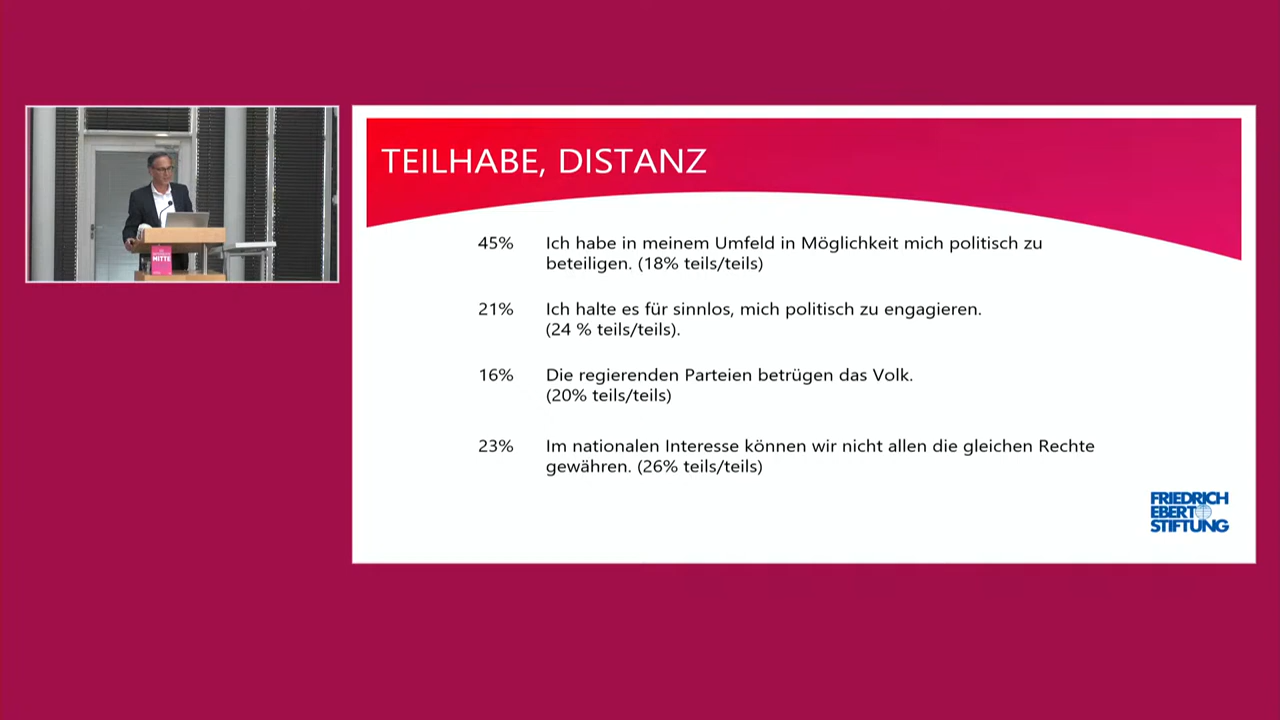 MITTE
TEILHABE, DISTANZ
45% Ich habe in meinem Umfeld in Möglichkeit mich politisch zu
beteiligen. (18% teils/teils)
21% Ich halte es für sinnlos, mich politisch zu engagieren.
(24 % teils/teils).
16% Die regierenden Parteien betrügen das Volk.
(20% teils/teils)
23% Im nationalen Interesse können wir nicht allen die gleichen Rechte
gewähren. (26% teils/teils)
FRIEDRICH
EBERT
STIFTUNG